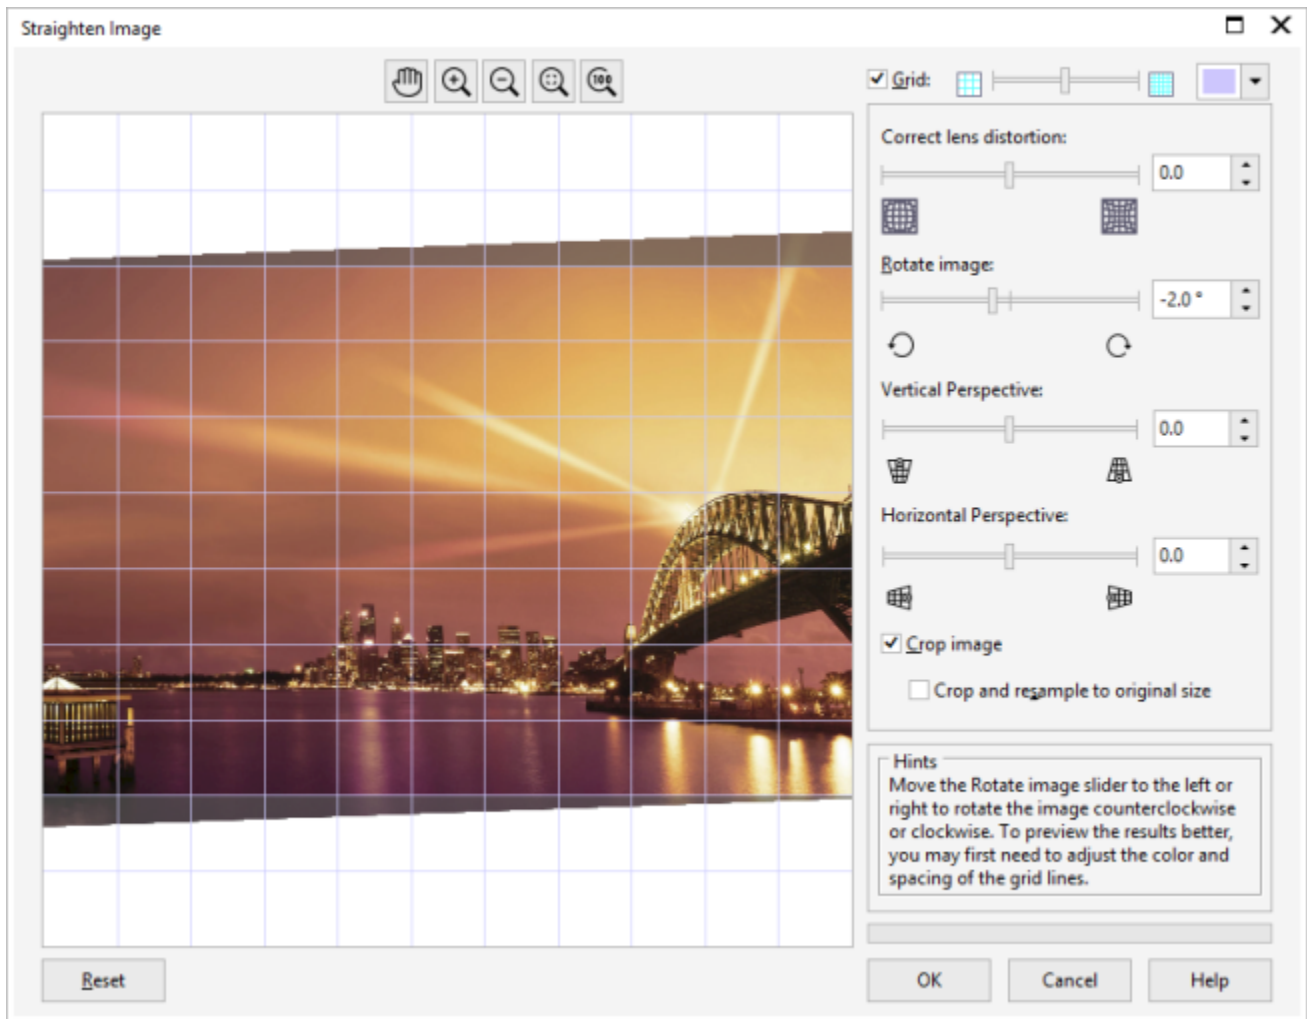 Straighten Image
100
Grid:
Correct lens distortion:
0.0
Rotate image:
-2.0 °
Vertical Perspective:
0.0
Horizontal Perspective:
0.0
Crop image
Crop and resample to original size
Hints
Move the Rotate image slider to the left or
right to rotate the image counterclockwise
or clockwise. To preview the results better,
you may first need to adjust the color and
spacing of the grid lines.
Reset
OK
Cancel
Help